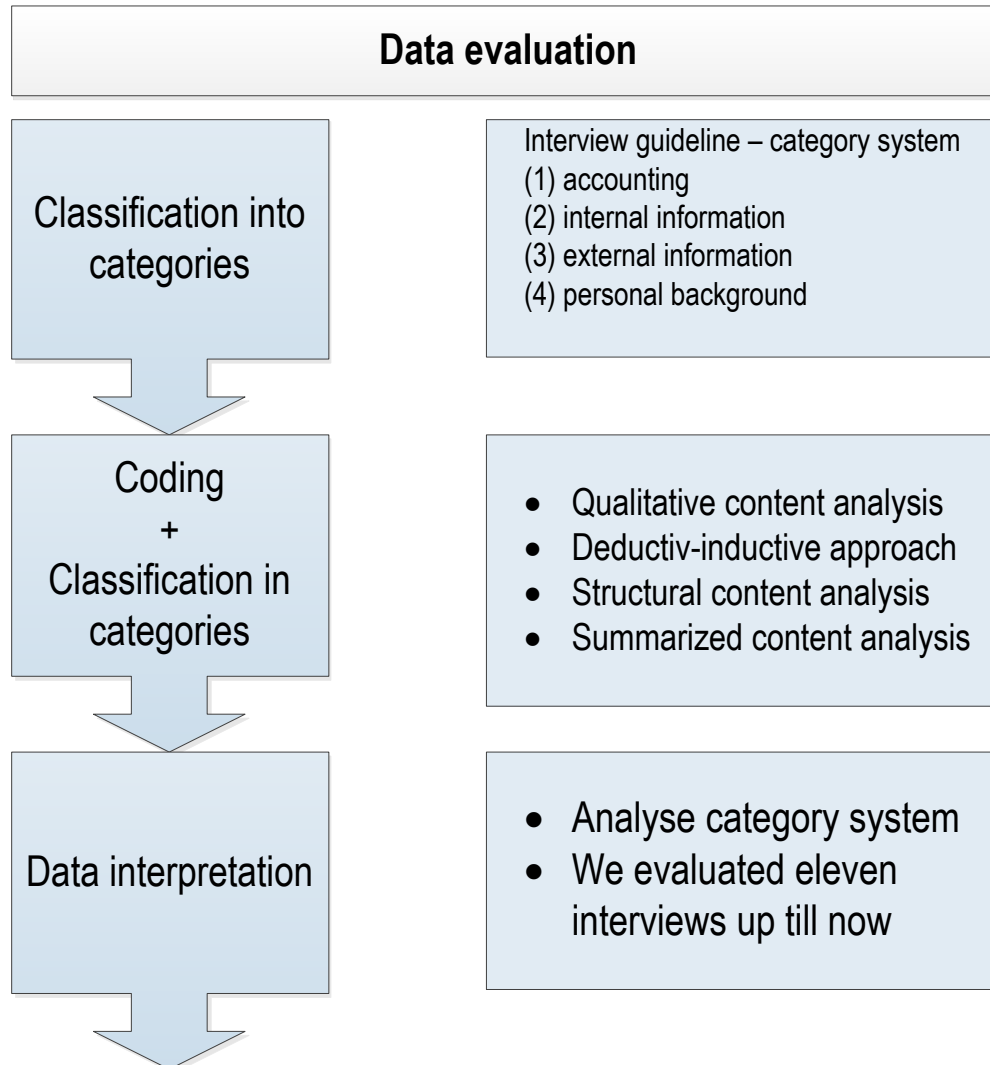 Data evaluation
Classification into
categories
Interview guideline – category system
(1) accounting
(2) internal information
(3) external information
(4) personal background
Coding
+
Classification in
categories
• Qualitative content analysis
• Deductiv-inductive approach
• Structural content analysis
• Summarized content analysis
Data interpretation
• Analyse category system
• We evaluated eleven
interviews up till now